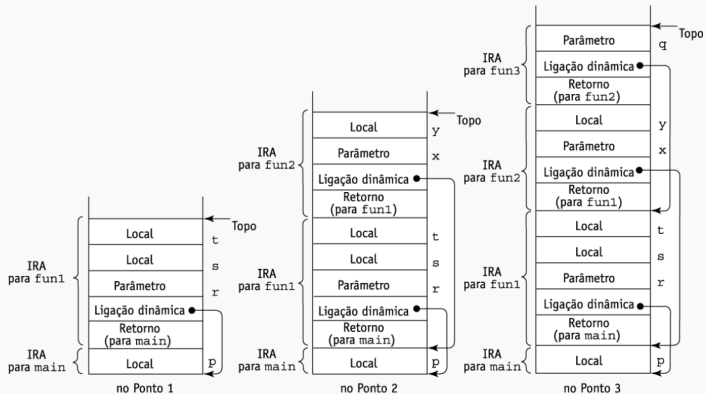 IRA
para fun1
Local
t
Local
s
Parâmetro
r
Ligação dinâmica
Retorno
(para main)
Topo
IRA
para main
Local
p
no Ponto 1
IRA
para fun2
Local
y
Parâmetro
x
Ligação dinâmica
Retorno
(para fun1)
Topo
IRA
para fun1
Local
t
Local
s
Parâmetro
r
Ligação dinâmica
Retorno
(para main)
IRA
para main
Local
p
no Ponto 2
IRA
para fun3
Parâmetro
q
Topo
Ligação dinâmica
Retorno
(para fun2)
IRA
para fun2
Local
y
Parâmetro
x
Ligação dinâmica
Retorno
(para fun1)
IRA
para fun1
Local
t
Local
s
Parâmetro
r
Ligação dinâmica
Retorno
(para main)
IRA
para main
Local
p
no Ponto 3